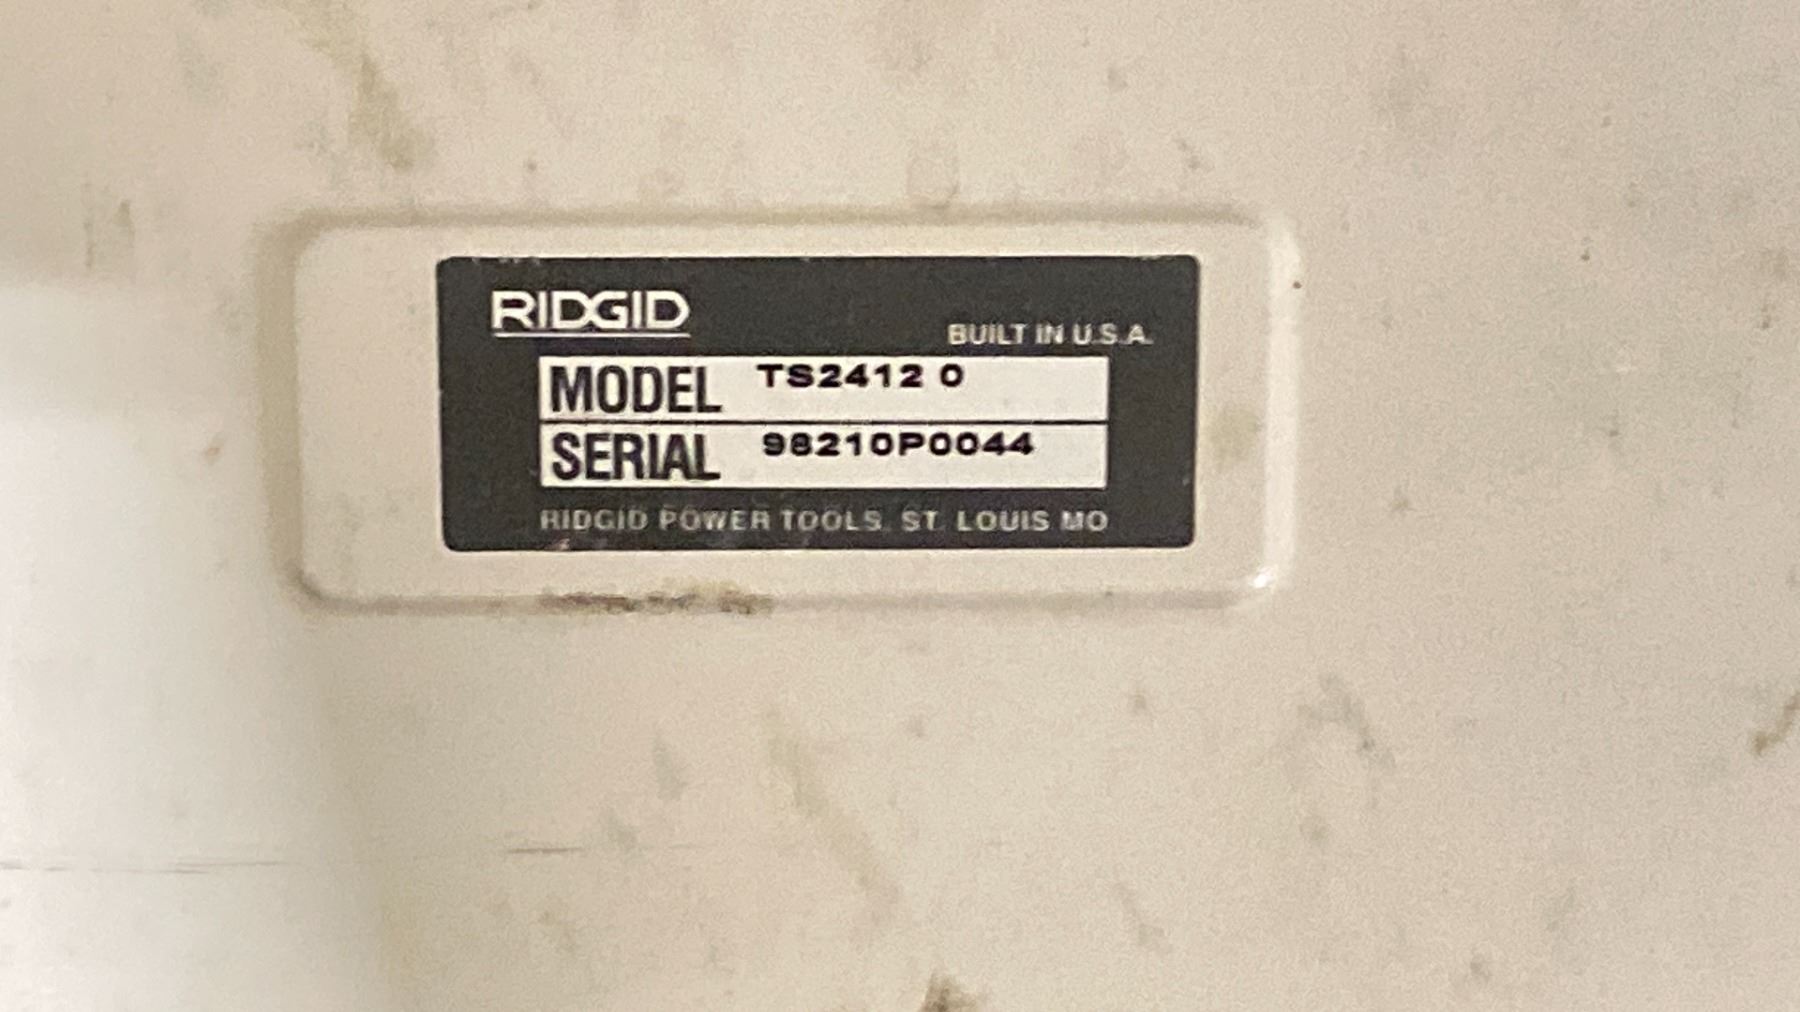 RIDGID
BUILT IN U.S.A.
MODEL TS2412 0
SERIAL 98210P0044
RIDGID POWER TOOLS, ST. LOUIS MO